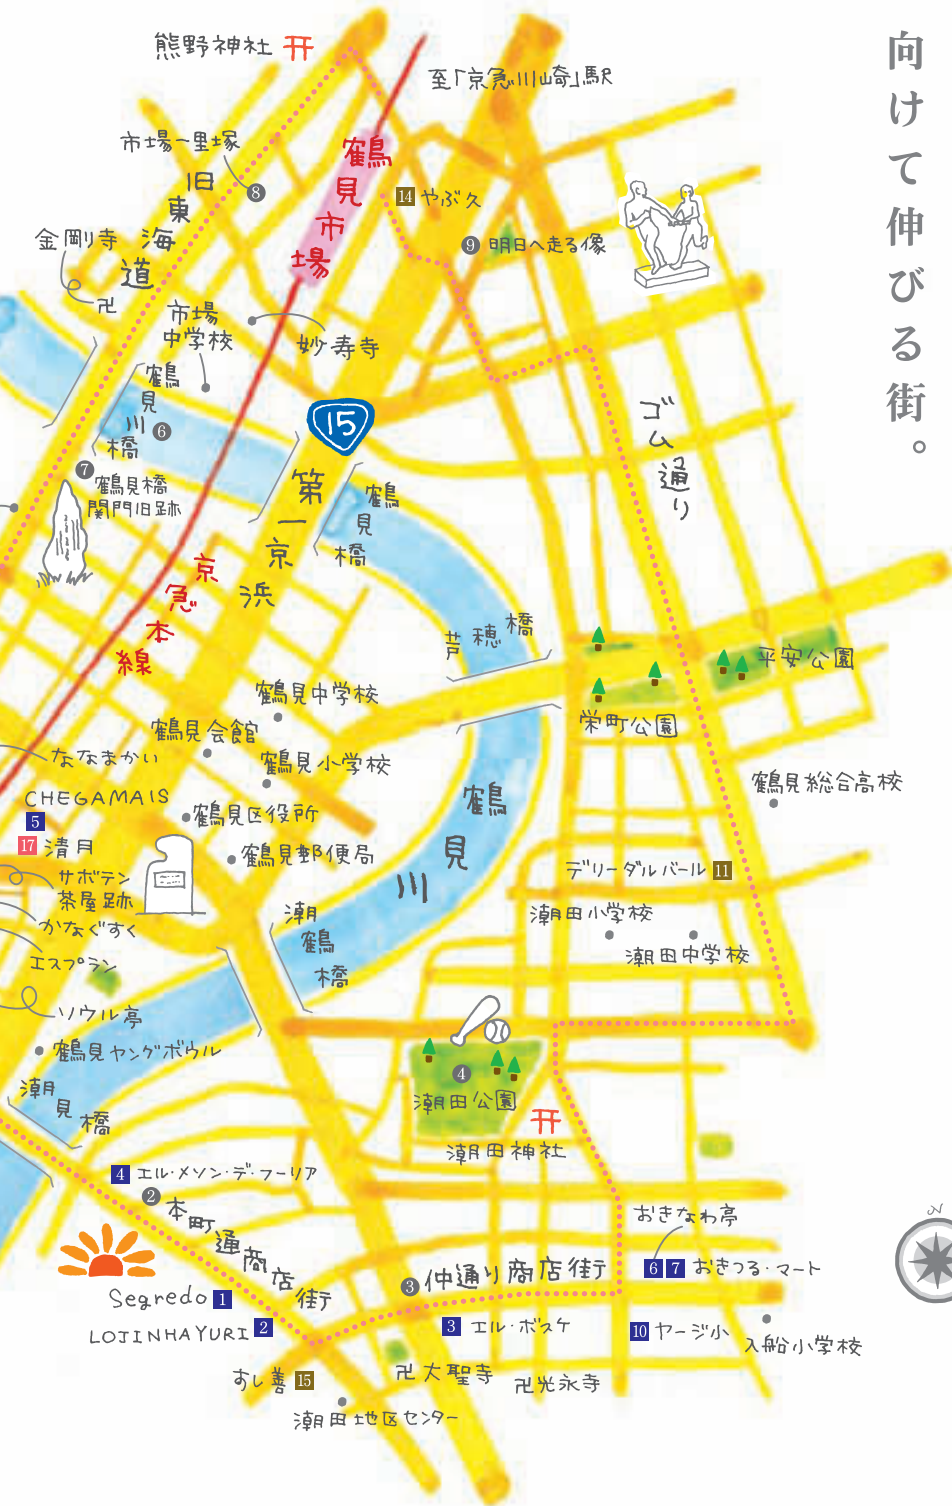 向けて伸びる街。
熊野神社
至「京急川崎」駅
市場一里塚
8
旧東海道
鶴見市場
14 やぶ久
9 明日へ走る像
金剛寺
卍
市場
中学校
妙寿寺
鶴見川橋
6
15
7
鶴見橋
関門旧跡
第一京浜
鶴見橋
ゴム通り
京急本線
芦穂橋
平安公園
栄町公園
鶴見中学校
鶴見会館
鶴見小学校
ななまかい
CHEGAMAIS
5
鶴見区役所
17 清月
鶴見郵便局
鶴見川
鶴見総合高校
デリーダルバール 11
サボテン
茶屋跡
かなぐすく
エスプラン
潮鶴橋
潮田小学校
潮田中学校
ソウル亭
鶴見ヤングボウル
潮見橋
4
潮田公園
潮田神社
4 エル・メソン・デ・フーリア
2 本町通商店街
おきなわ亭
6 7 おきつる・マート
3 仲通り商店街
Segredo 1
LOJINHAYURI 2
3 エル・ボスケ
10 ヤージ小
入船小学校
すし善 15
卍大聖寺
卍光永寺
潮田地区センター
N